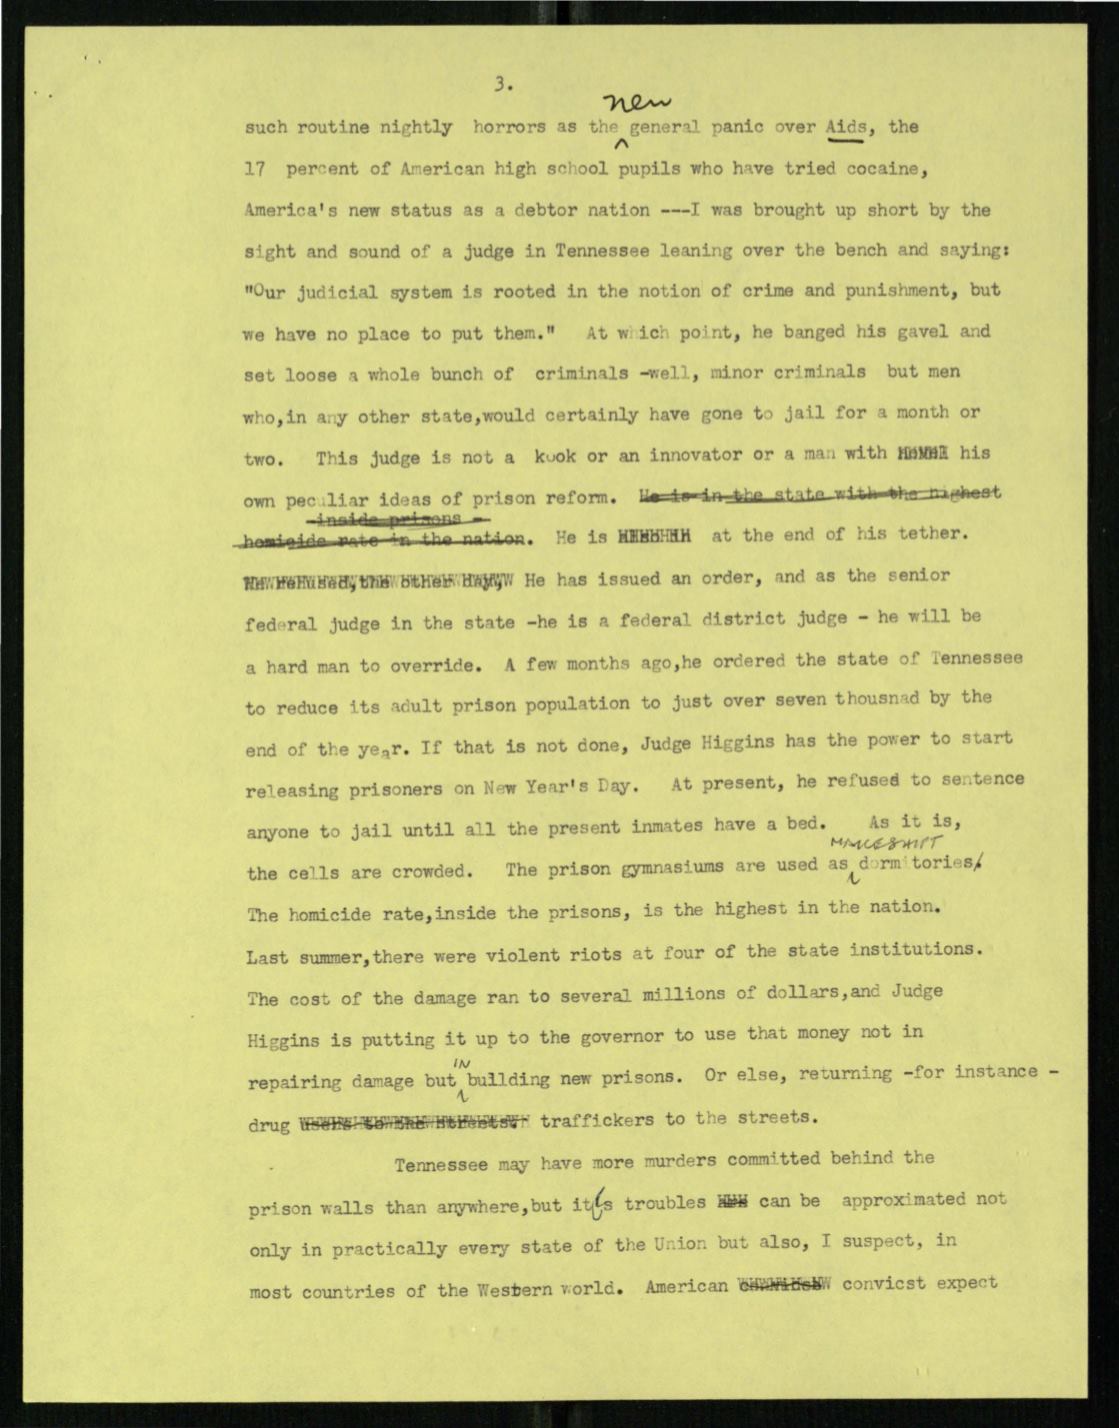 3.
new
such routine nightly horrors as the general panic over Aids, the
17 percent of American high school pupils who have tried cocaine,
America's new status as a debtor nation ---I was brought up short by the
sight and sound of a judge in Tennessee leaning over the bench and saying:
"Our judicial system is rooted in the notion of crime and punishment, but
we have no place to put them." At which point, he banged his gavel and
set loose a whole bunch of criminals -well, minor criminals but men
who,in any other state,would certainly have gone to jail for a month or
two. This judge is not a kook or an innovator or a man with his
own peculiar ideas of prison reform. He is in the state with the highest
-inside prisons -
homicide rate in the nation. He is at the end of his tether.
He refused, the other day, He has issued an order, and as the senior
federal judge in the state -he is a federal district judge - he will be
a hard man to override. A few months ago,he ordered the state of Tennessee
to reduce its adult prison population to just over seven thousnad by the
end of the year. If that is not done, Judge Higgins has the power to start
releasing prisoners on New Year's Day. At present, he refused to sentence
anyone to jail until all the present inmates have a bed. As it is,
MAKESHIFT
the cells are crowded. The prison gymnasiums are used as dormitories.
The homicide rate,inside the prisons, is the highest in the nation.
Last summer,there were violent riots at four of the state institutions.
The cost of the damage ran to several millions of dollars,and Judge
Higgins is putting it up to the governor to use that money not in
IN
repairing damage but building new prisons. Or else, returning -for instance -
drug users to the streets. traffickers to the streets.
Tennessee may have more murders committed behind the
prison walls than anywhere,but its troubles can be approximated not
only in practically every state of the Union but also, I suspect, in
most countries of the Western world. American convicst expect